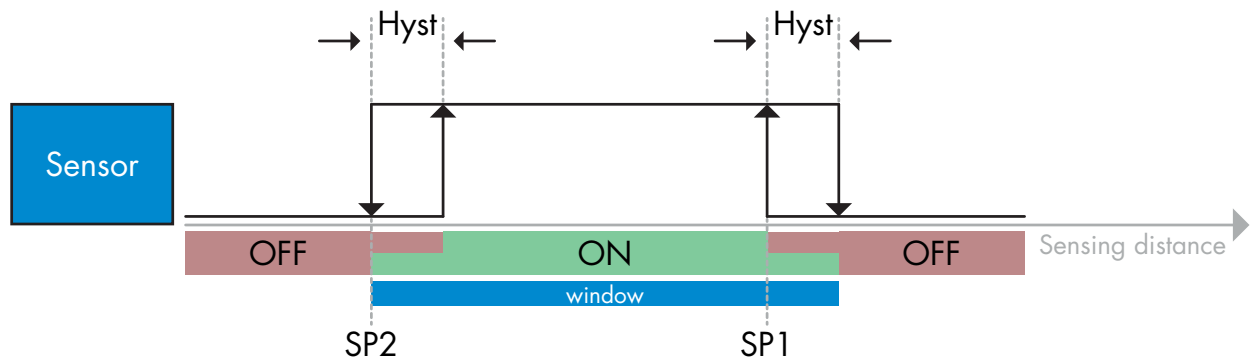 Hyst
Hyst
Sensor
OFF
ON
OFF
Sensing distance
window
SP2
SP1